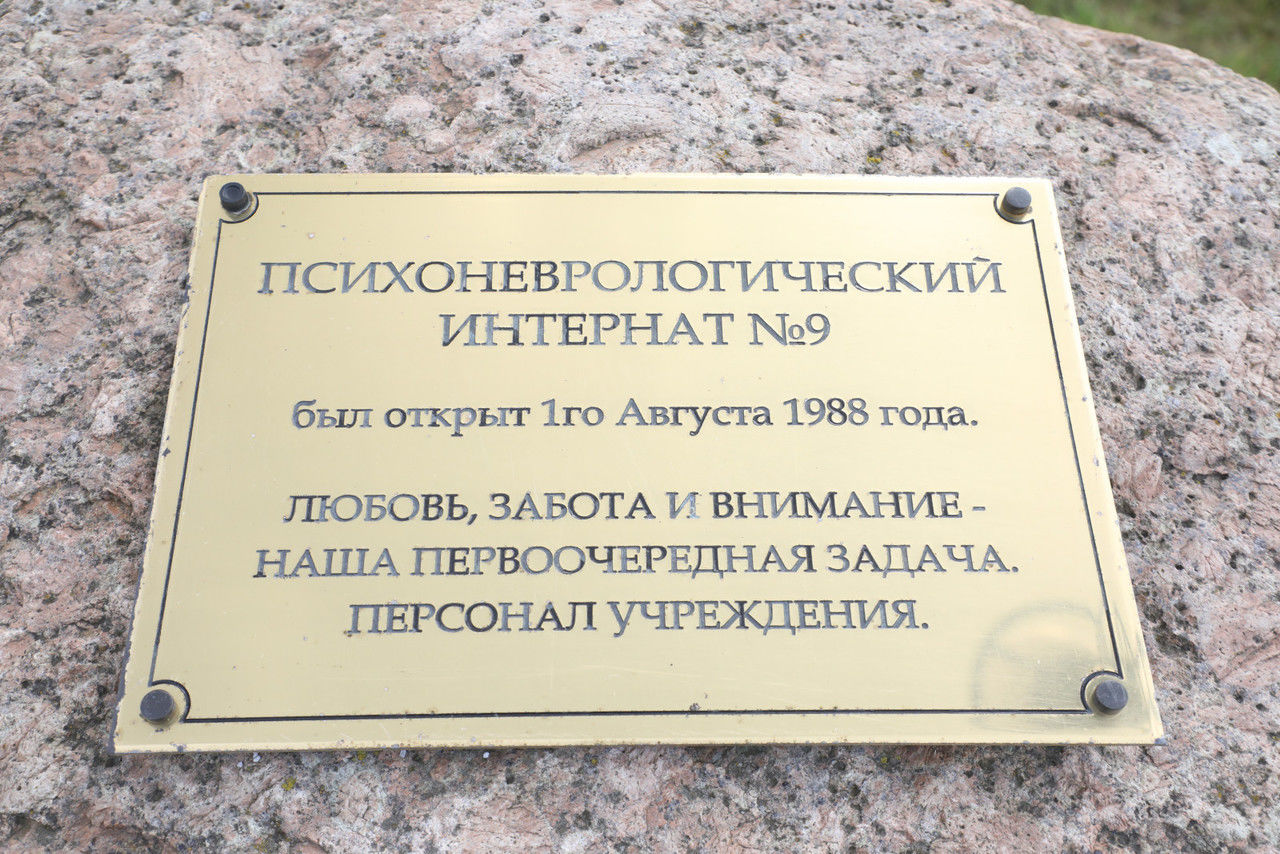 ПСИХОНЕВРОЛОГИЧЕСКИЙ
ИНТЕРНАТ №9
был открыт 1го Августа 1988 года.
ЛЮБОВЬ, ЗАБОТА И ВНИМАНИЕ -
НАША ПЕРВООЧЕРЕДНАЯ ЗАДАЧА.
ПЕРСОНАЛ УЧРЕЖДЕНИЯ.